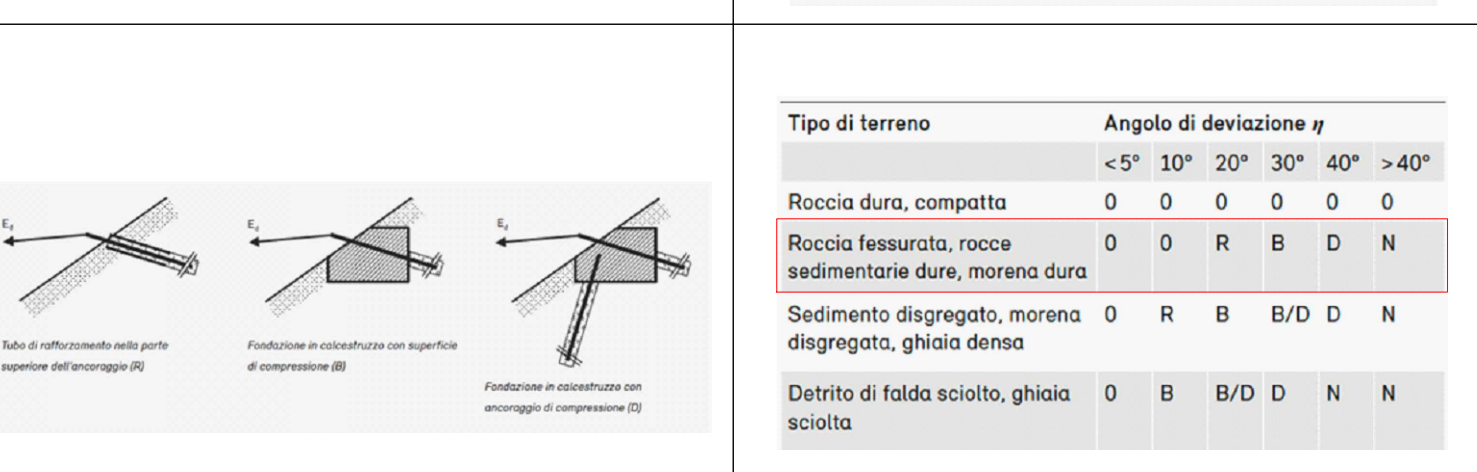 E_d
E_d
E_d
Tubo di rafforzamento nella parte
superiore dell'ancoraggio (R)
Fondazione in calcestruzzo con superficie
di compressione (B)
Fondazione in calcestruzzo con
ancoraggio di compressione (D)
Tipo di terreno Angolo di deviazione η
<5° 10° 20° 30° 40° >40°
Roccia dura, compatta 0 0 0 0 0 0
Roccia fessurata, rocce 0 0 R B D N
sedimentarie dure, morena dura
Sedimento disgregato, morena 0 R B B/D D N
disgregata, ghiaia densa
Detrito di falda sciolto, ghiaia 0 B B/D D N N
sciolta